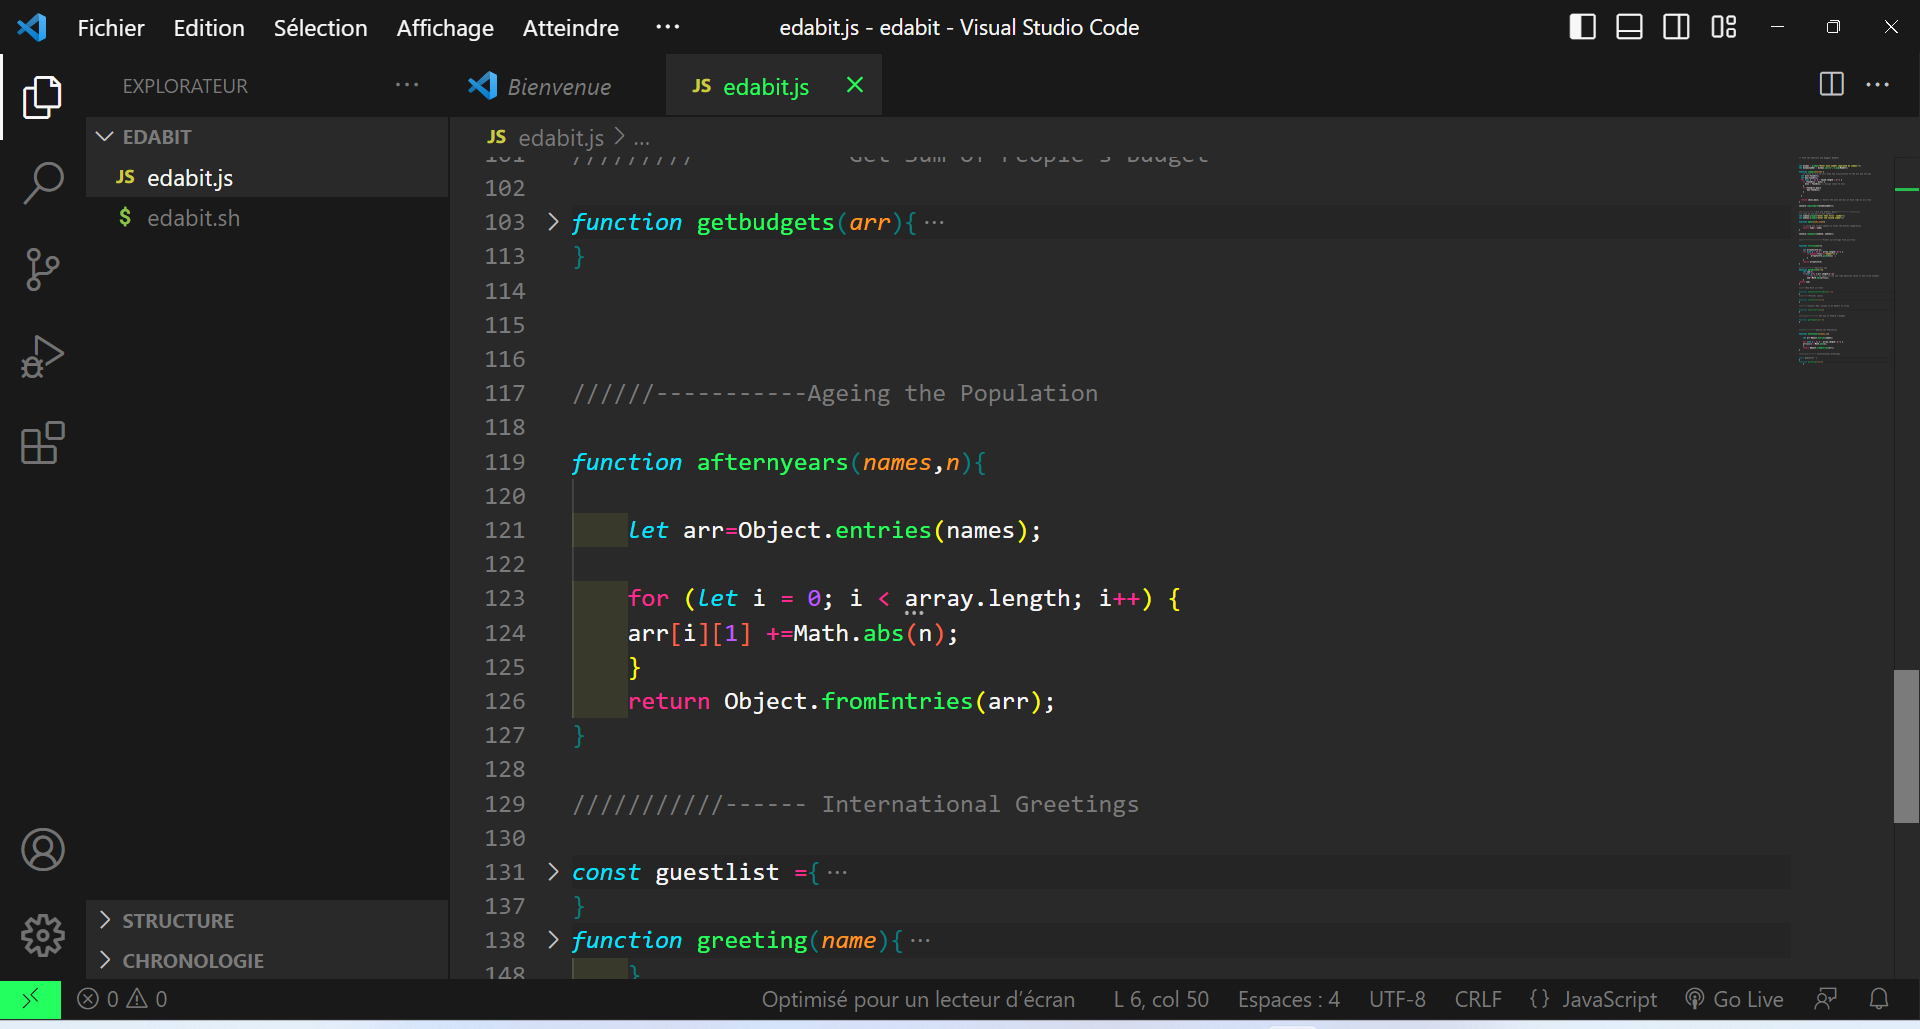 Fichier Edition Sélection Affichage Atteindre ··· edabit.js - edabit - Visual Studio Code
EXPLORATEUR ···
Bienvenue
JS edabit.js
EDABIT
JS edabit.js
$ edabit.sh
JS edabit.js > ...
101 ///////// Get Sum Of People's Budget
102
103 function getbudgets(arr){ ···
113 }
114
115
116
117 //////-----------Ageing the Population
118
119 function afternyears(names,n){
120
121 let arr=Object.entries(names);
122
123 for (let i = 0; i < array.length; i++) {
124 arr[i][1] +=Math.abs(n);
125 }
126 return Object.fromEntries(arr);
127 }
128
129 ///////////------ International Greetings
130
131 const guestlist ={ ···
137 }
138 function greeting(name){ ···
148 }
STRUCTURE
CHRONOLOGIE
0 0 Optimisé pour un lecteur d’écran L 6, col 50 Espaces : 4 UTF-8 CRLF {} JavaScript Go Live